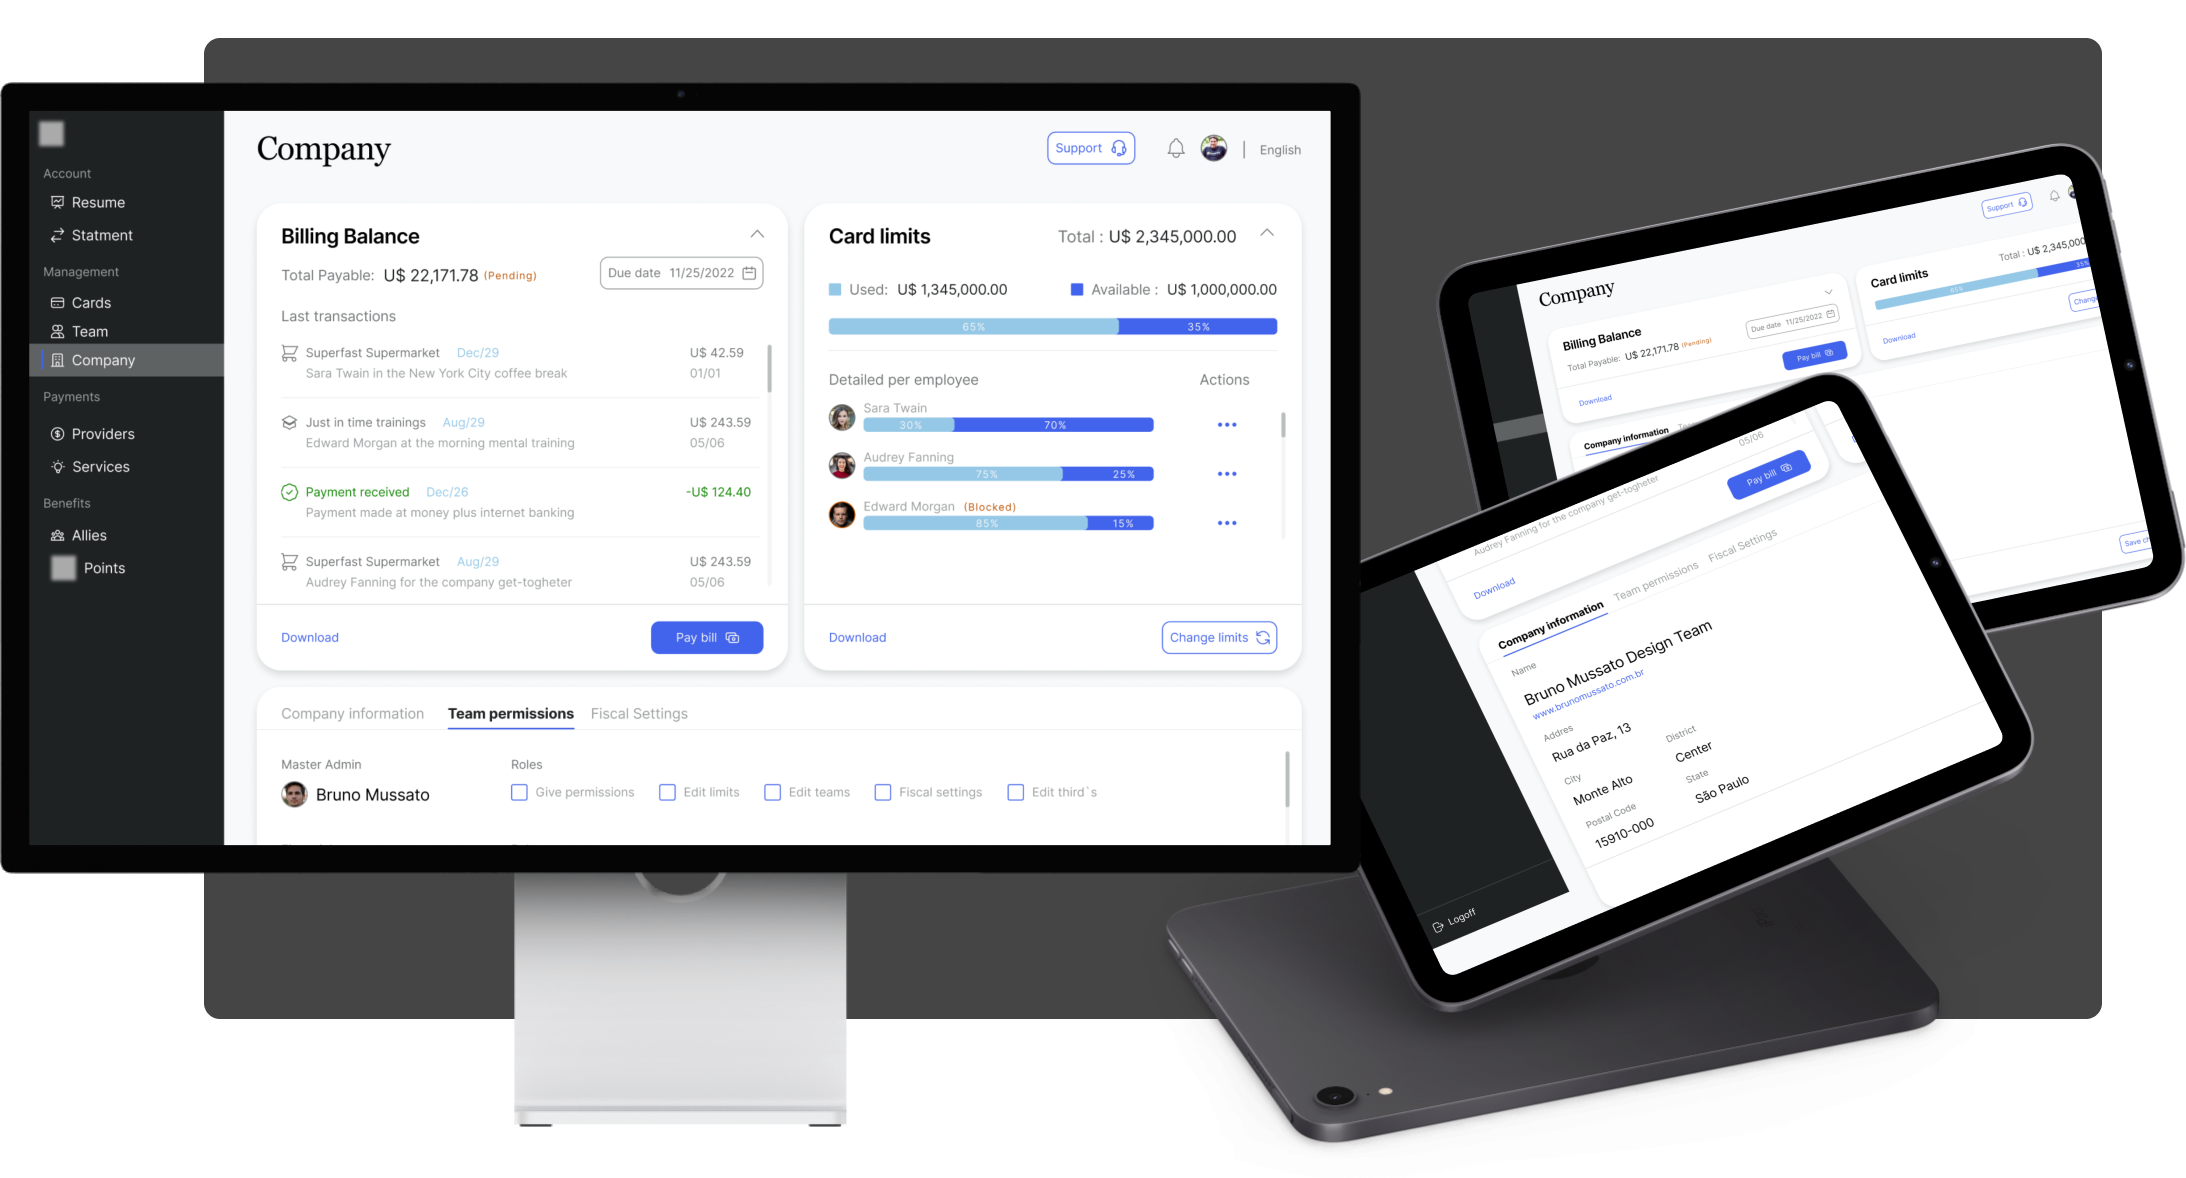 Account
Resume
Statment
Management
Cards
Team
Company
Payments
Providers
Services
Benefits
Allies
Points
Company
Support
English
Billing Balance
Total Payable: U$ 22,171.78 (Pending)
Due date 11/25/2022
Last transactions
Superfast Supermarket Dec/29 U$ 42.59
Sara Twain in the New York City coffee break 01/01
Just in time trainings Aug/29 U$ 243.59
Edward Morgan at the morning mental training 05/06
Payment received Dec/26 -U$ 124.40
Payment made at money plus internet banking
Superfast Supermarket Aug/29 U$ 243.59
Audrey Fanning for the company get-togheter 05/06
Download
Pay bill
Card limits
Total : U$ 2,345,000.00
Used: U$ 1,345,000.00
Available : U$ 1,000,000.00
65% 35%
Detailed per employee Actions
Sara Twain
30% 70%
Audrey Fanning
75% 25%
Edward Morgan (Blocked)
85% 15%
Download
Change limits
Company information Team permissions Fiscal Settings
Master Admin
Bruno Mussato
Roles
Give permissions Edit limits Edit teams Fiscal settings Edit third`s
Support
Company
Billing Balance
Total Payable: U$ 22,171.78 (Pending)
Due date 11/25/2022
Download
Pay bill
Card limits
Total : U$ 2,345,000
65% 35%
Download
Company information
05/06
Audrey Fanning for the company get-togheter
Download
Pay bill
Company information Team permissions Fiscal Settings
Name
Bruno Mussato Design Team
www.brunomussato.com.br
Addres
Rua da Paz, 13
District
Center
City
Monte Alto
State
São Paulo
Postal Code
15910-000
Logoff